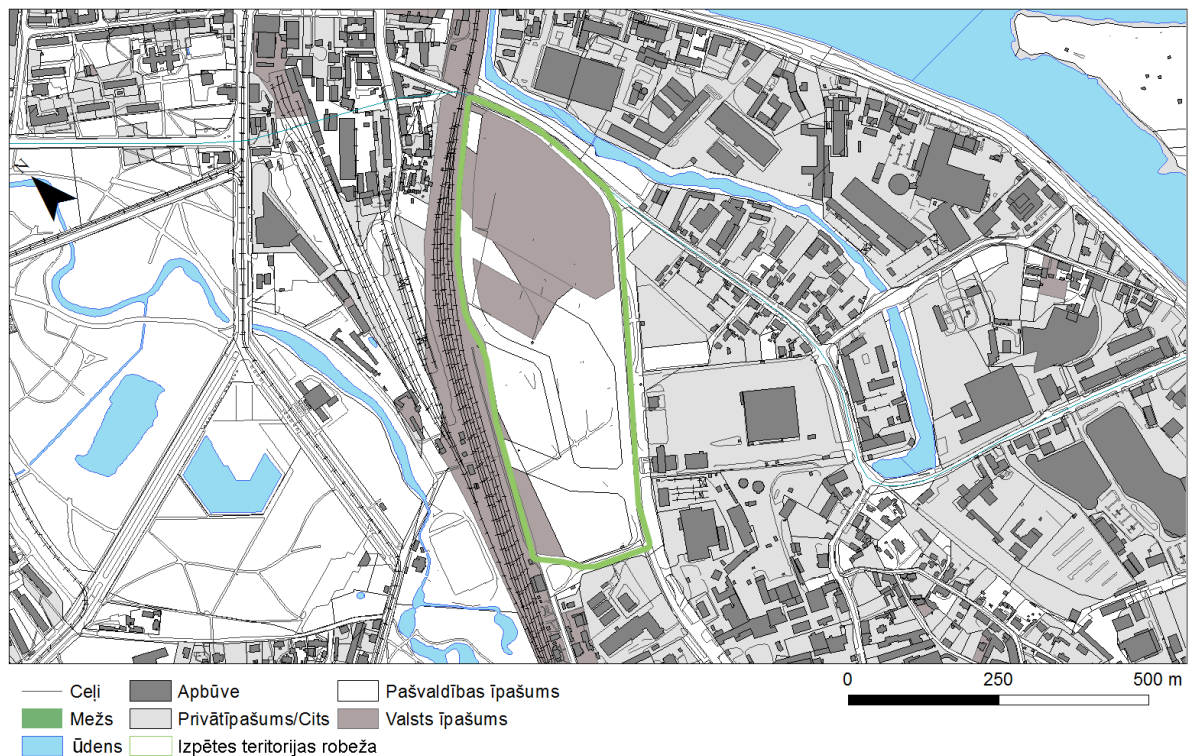 0 250 500 m
Ceļi Apbūve Pašvaldības īpašums
Mežs Privātīpašums/Cits Valsts īpašums
ūdens Izpētes teritorijas robeža